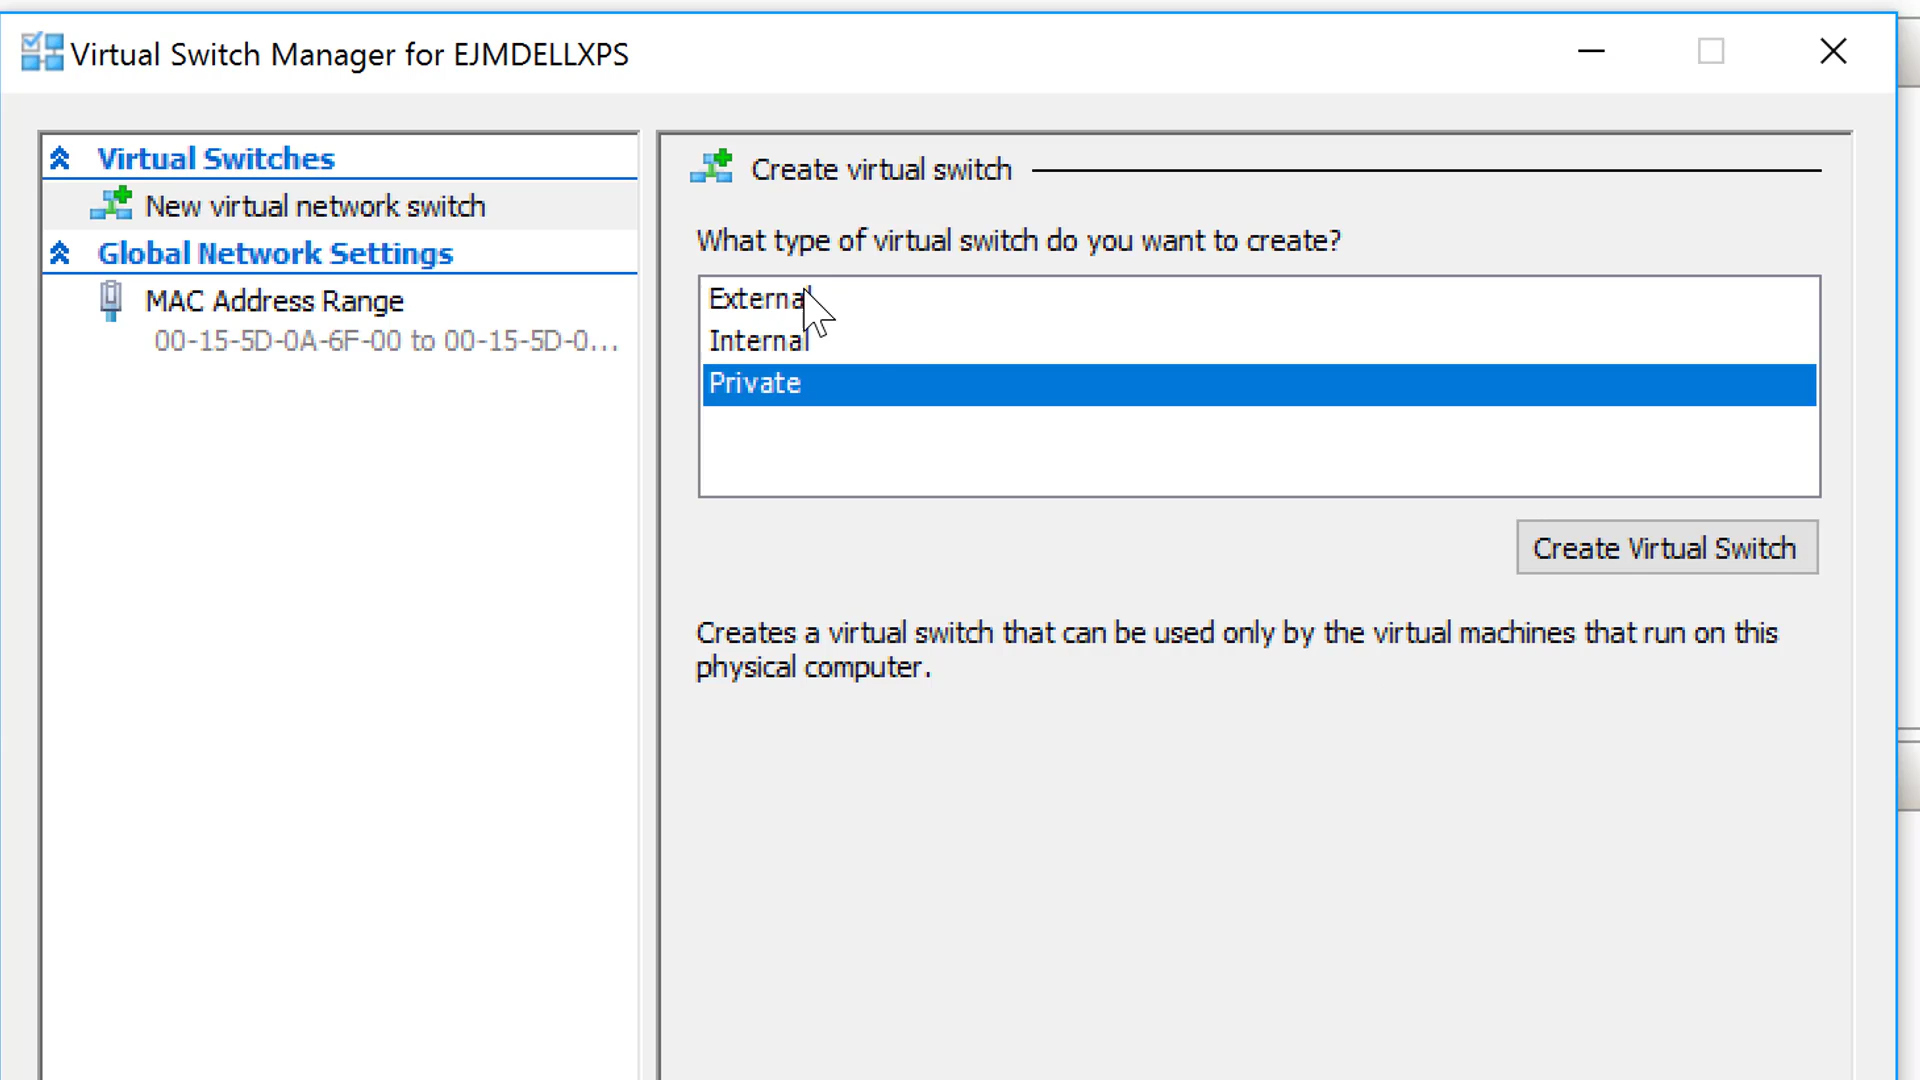 Virtual Switch Manager for EJMDELLXPS
Virtual Switches
New virtual network switch
Global Network Settings
MAC Address Range
00-15-5D-0A-6F-00 to 00-15-5D-0...
Create virtual switch
What type of virtual switch do you want to create?
External
Internal
Private
Create Virtual Switch
Creates a virtual switch that can be used only by the virtual machines that run on this
physical computer.